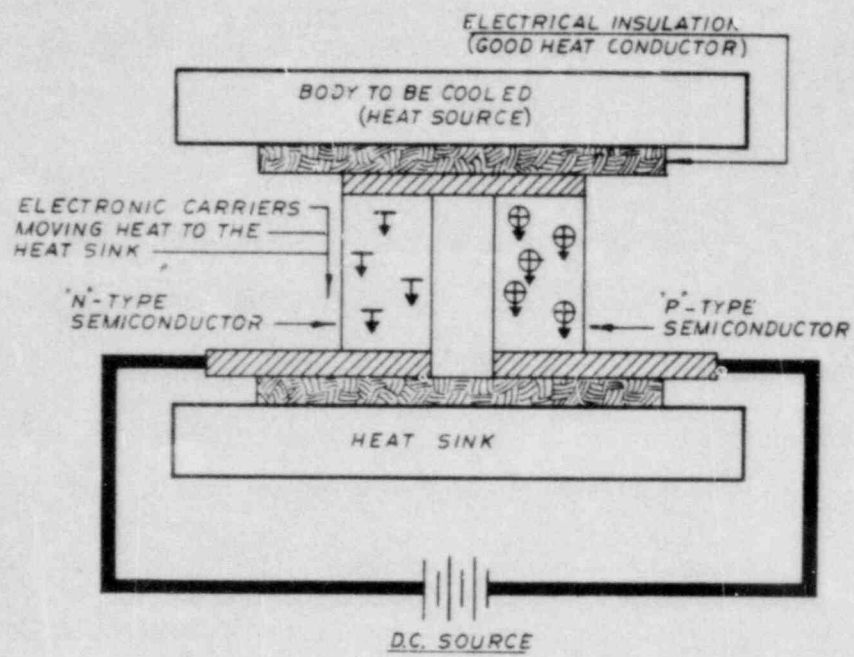 ELECTRICAL INSULATION
(GOOD HEAT CONDUCTOR)
BODY TO BE COOLED
(HEAT SOURCE)
ELECTRONIC CARRIERS
MOVING HEAT TO THE
HEAT SINK
"N"-TYPE
SEMICONDUCTOR
"P"-TYPE
SEMICONDUCTOR
HEAT SINK
D.C. SOURCE